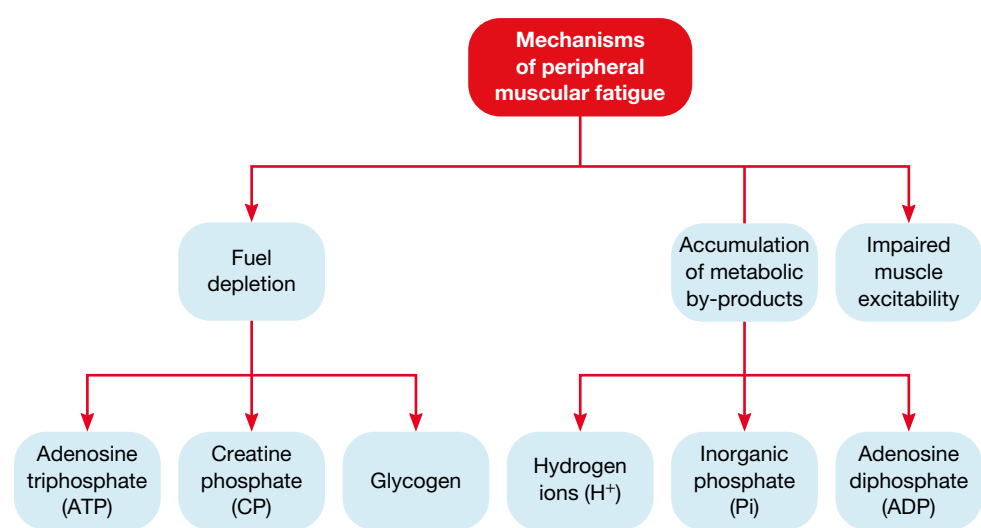 Mechanisms
of peripheral
muscular fatigue
Fuel
depletion
Accumulation
of metabolic
by-products
Impaired
muscle
excitability
Adenosine
triphosphate
(ATP)
Creatine
phosphate
(CP)
Glycogen
Hydrogen
ions (H⁺)
Inorganic
phosphate
(Pi)
Adenosine
diphosphate
(ADP)